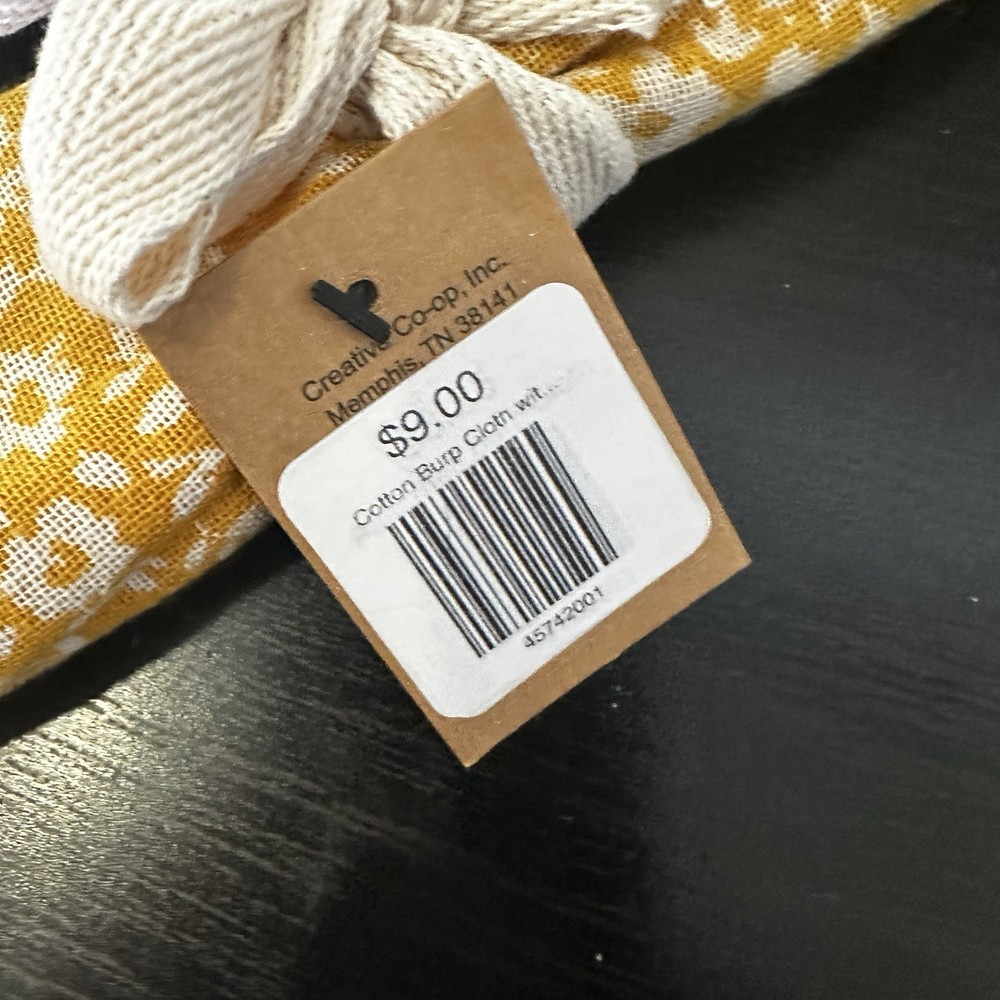 Creative Co-op, Inc.
Memphis, TN 38141
$9.00
Cotton Burp Cloth wit...
45742001